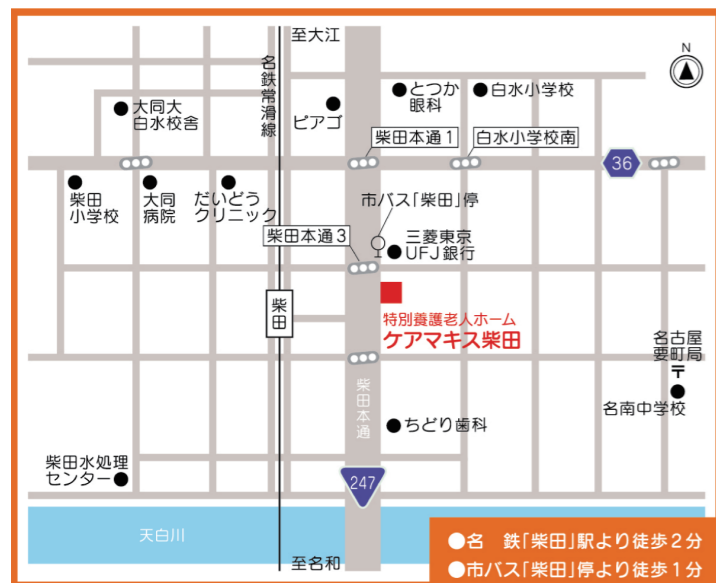 至大江
N
名鉄常滑線
大同大
白水校舎
ピアゴ
とつか
眼科
白水小学校
柴田本通1
白水小学校南
36
柴田
小学校
大同
病院
だいどう
クリニック
市バス「柴田」停
柴田本通3
三菱東京
UFJ銀行
柴田
特別養護老人ホーム
ケアマキス柴田
名古屋
要町局
〒
名南中学校
柴田本通
ちどり歯科
柴田水処理
センター
247
天白川
至名和
●名 鉄「柴田」駅より徒歩2分
●市バス「柴田」停より徒歩1分